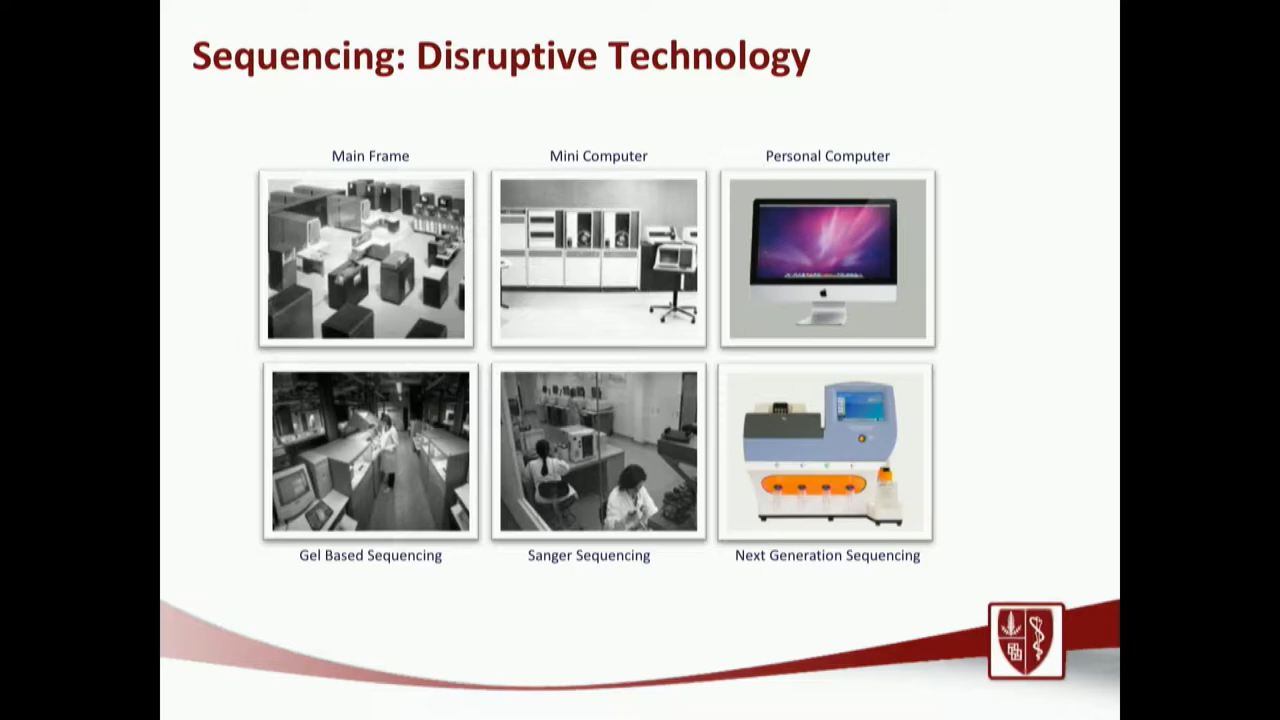 Sequencing: Disruptive Technology
Main Frame
Mini Computer
Personal Computer
Gel Based Sequencing
Sanger Sequencing
Next Generation Sequencing